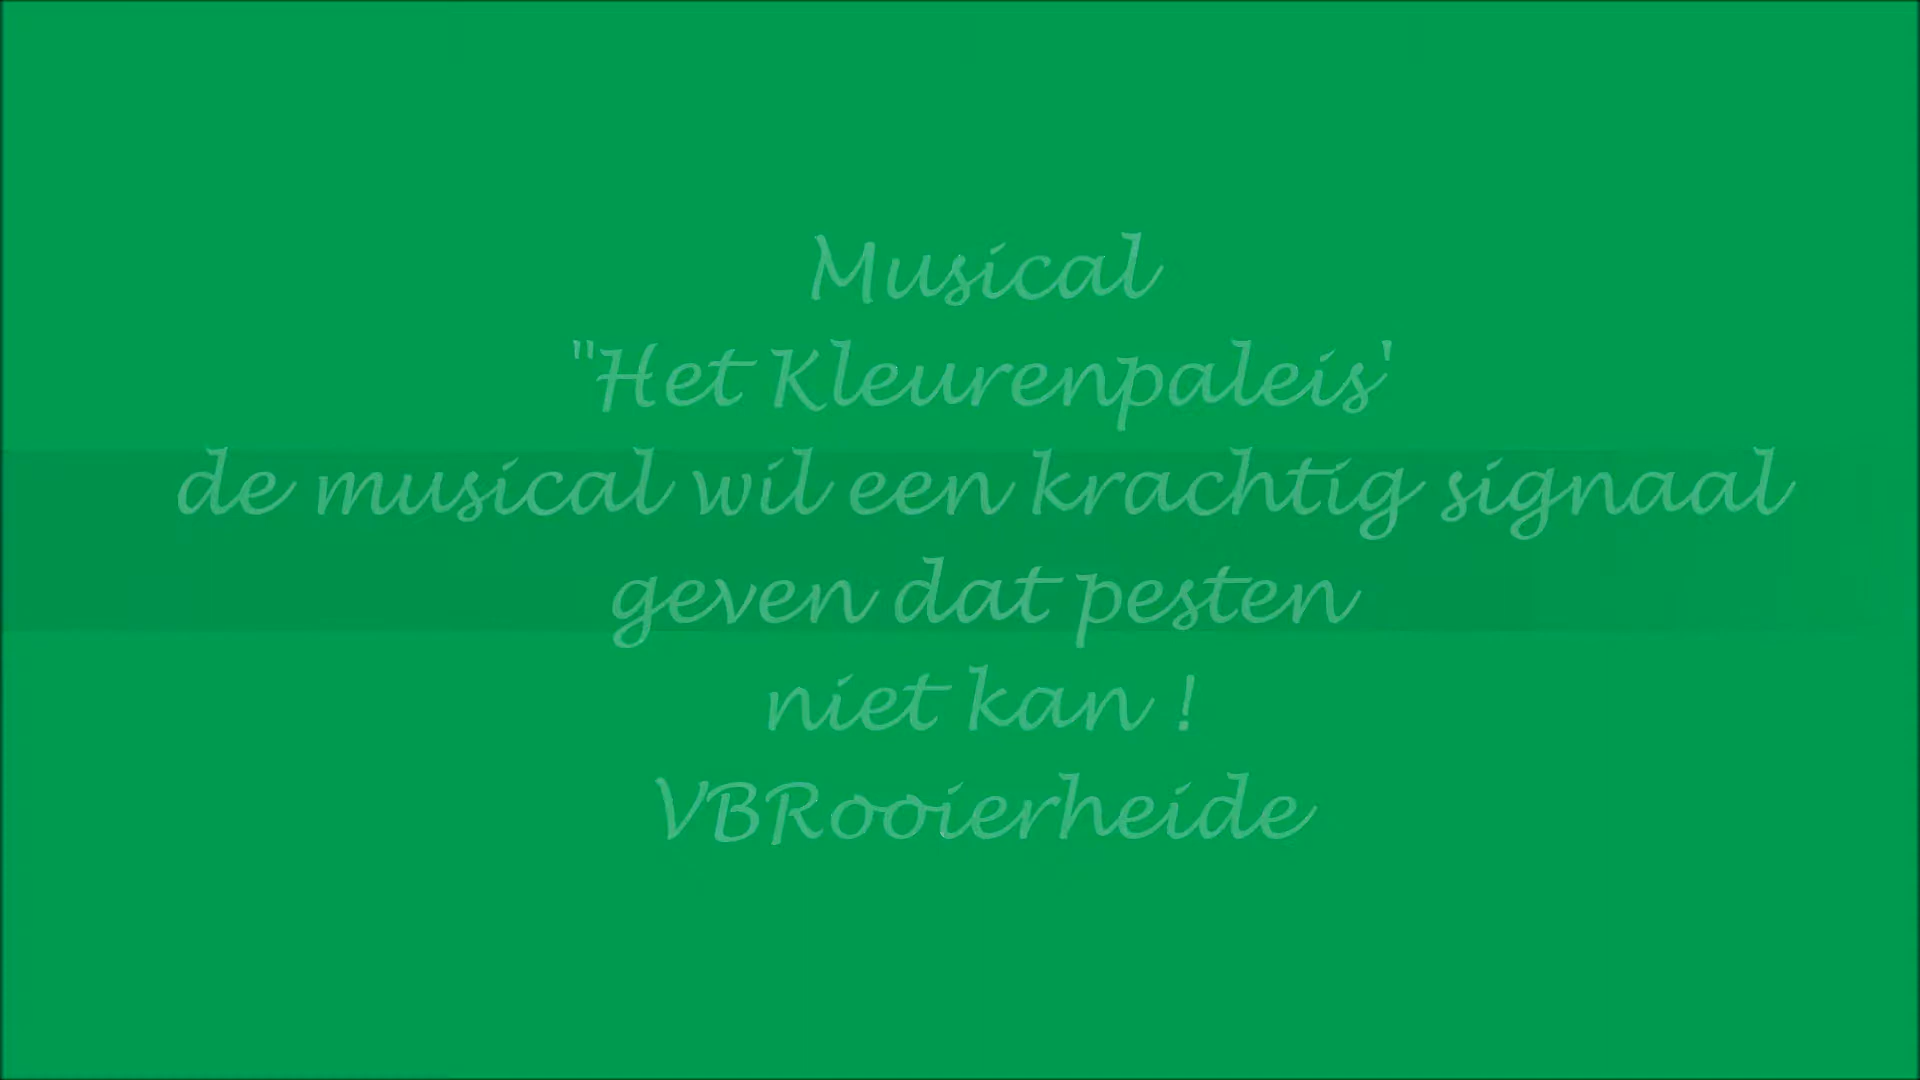 Musical
"Het Kleurenpaleis'
de musical wil een krachtig signaal
geven dat pesten
niet kan !
VBRooierheide